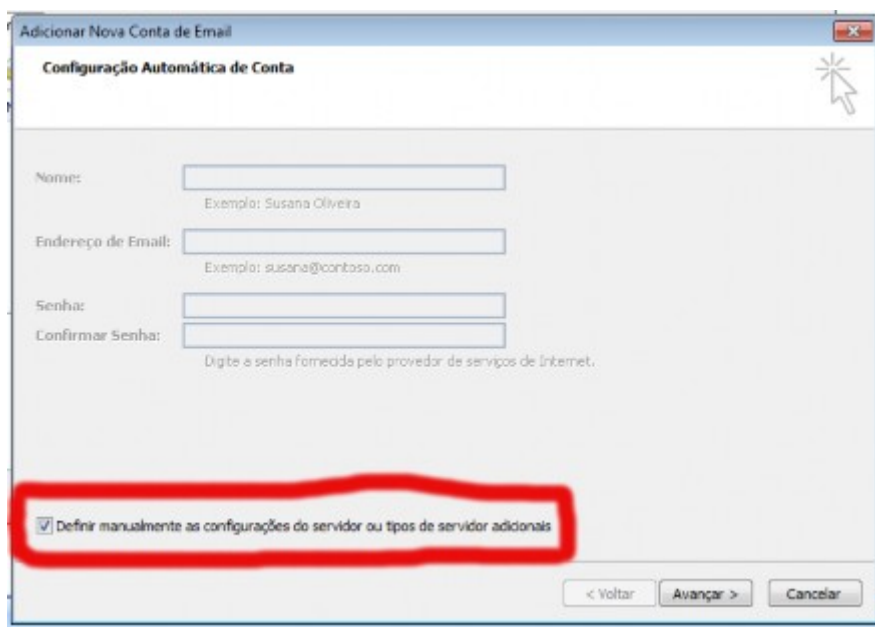 Adicionar Nova Conta de Email
Configuração Automática de Conta
Nome:
Exemplo: Susana Oliveira
Endereço de Email:
Exemplo: susana@contoso.com
Senha:
Confirmar Senha:
Digite a senha fornecida pelo provedor de serviços de Internet.
Definir manualmente as configurações do servidor ou tipos de servidor adicionais
< Voltar
Avançar >
Cancelar